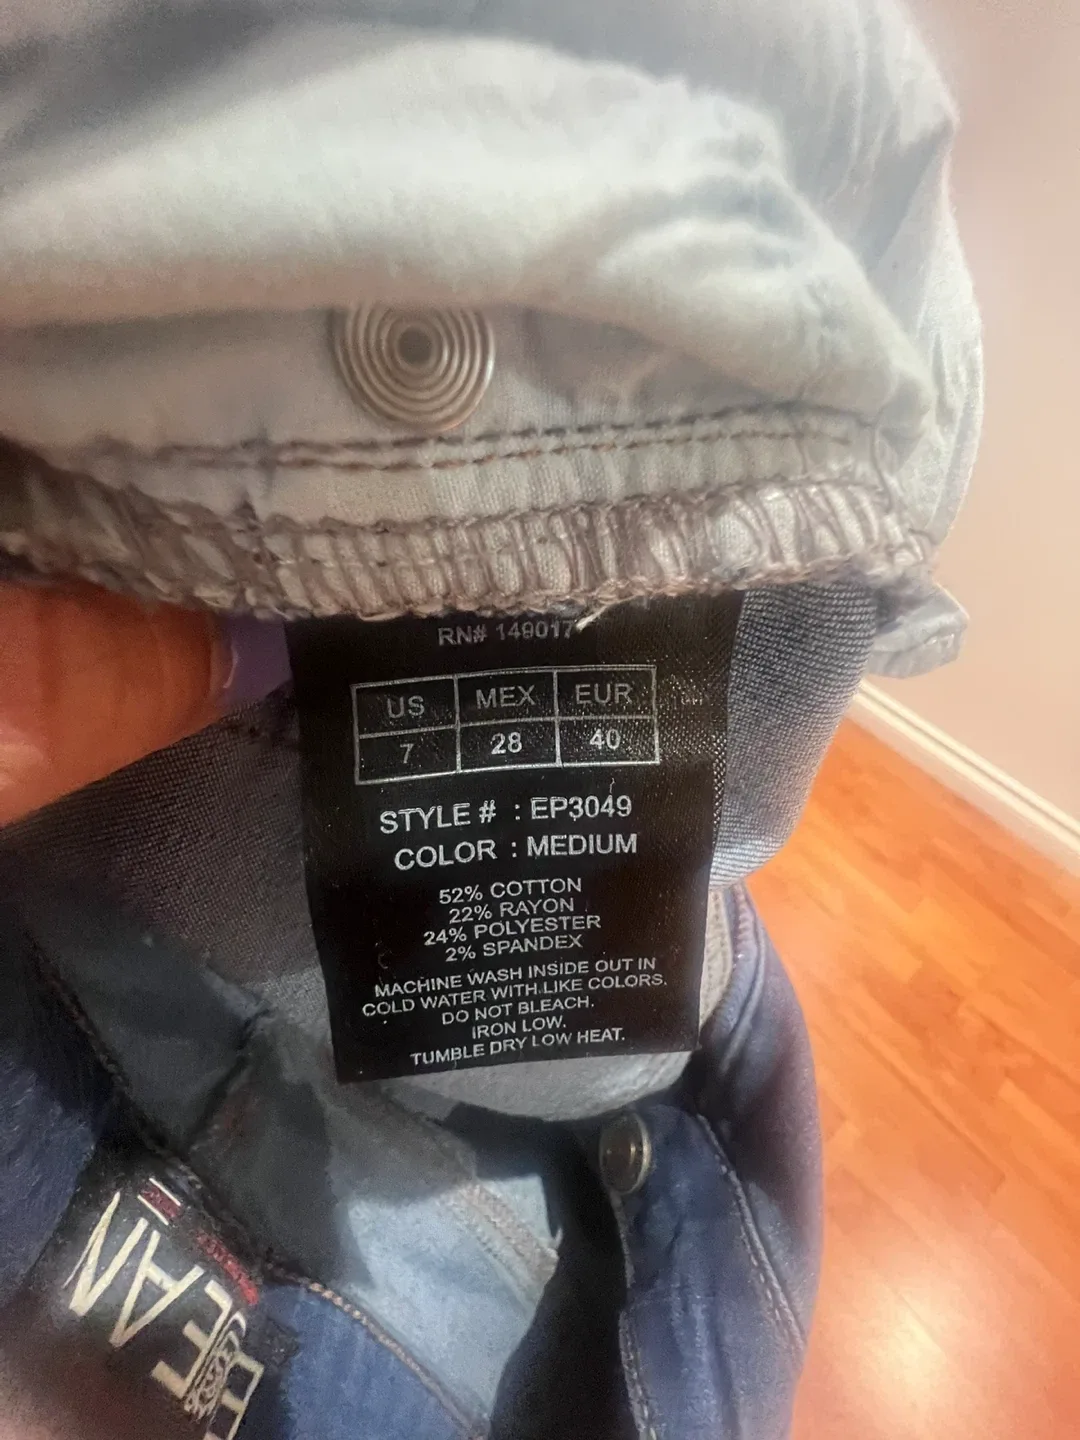 RN# 149017
US MEX EUR
7 28 40
STYLE # : EP3049
COLOR : MEDIUM
52% COTTON
22% RAYON
24% POLYESTER
2% SPANDEX
MACHINE WASH INSIDE OUT IN
COLD WATER WITH LIKE COLORS.
DO NOT BLEACH.
IRON LOW.
TUMBLE DRY LOW HEAT.
JEAN